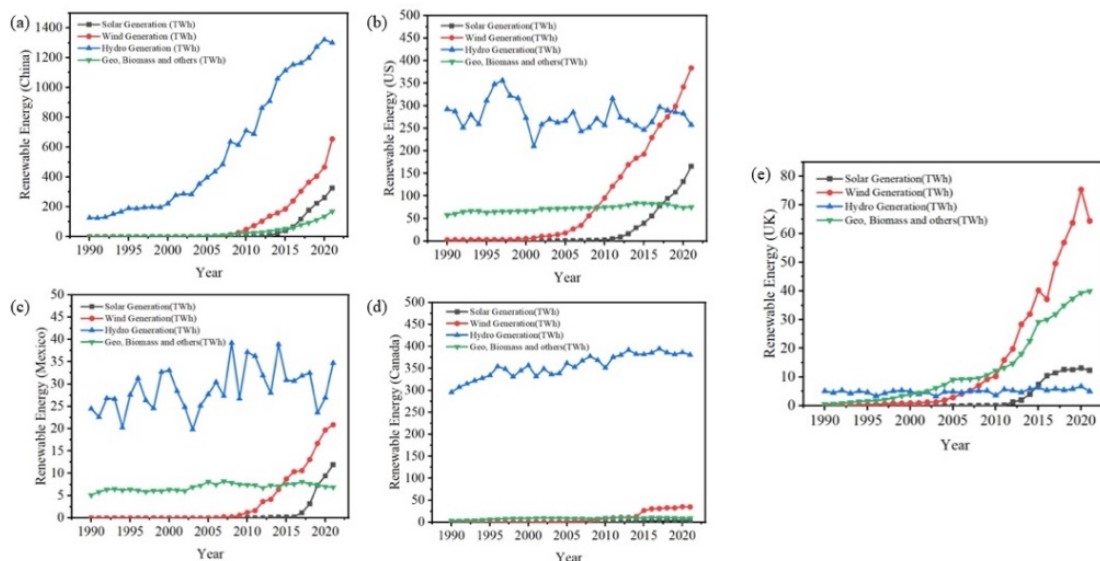 (a)
Solar Generation (TWh)
Wind Generation (TWh)
Hydro Generation (TWh)
Geo, Biomass and others (TWh)
Renewable Energy (China)
1400
1200
1000
800
600
400
200
0
1990 1995 2000 2005 2010 2015 2020
Year
(b)
Solar Generation(TWh)
Wind Generation(TWh)
Hydro Generation(TWh)
Geo, Biomass and others(TWh)
Renewable Energy (US)
500
450
400
350
300
250
200
150
100
50
0
1990 1995 2000 2005 2010 2015 2020
Year
(c)
Solar Generation(TWh)
Wind Generation(TWh)
Hydro Generation(TWh)
Geo, Biomass and others(TWh)
Renewable Energy (Mexico)
50
45
40
35
30
25
20
15
10
5
0
1990 1995 2000 2005 2010 2015 2020
Year
(d)
Solar Generation(TWh)
Wind Generation(TWh)
Hydro Generation(TWh)
Geo, Biomass and others(TWh)
Renewable Energy (Canada)
500
450
400
350
300
250
200
150
100
50
0
1990 1995 2000 2005 2010 2015 2020
Year
(e)
Solar Generation(TWh)
Wind Generation(TWh)
Hydro Generation(TWh)
Geo, Biomass and others(TWh)
Renewable Energy (UK)
80
70
60
50
40
30
20
10
0
1990 1995 2000 2005 2010 2015 2020
Year